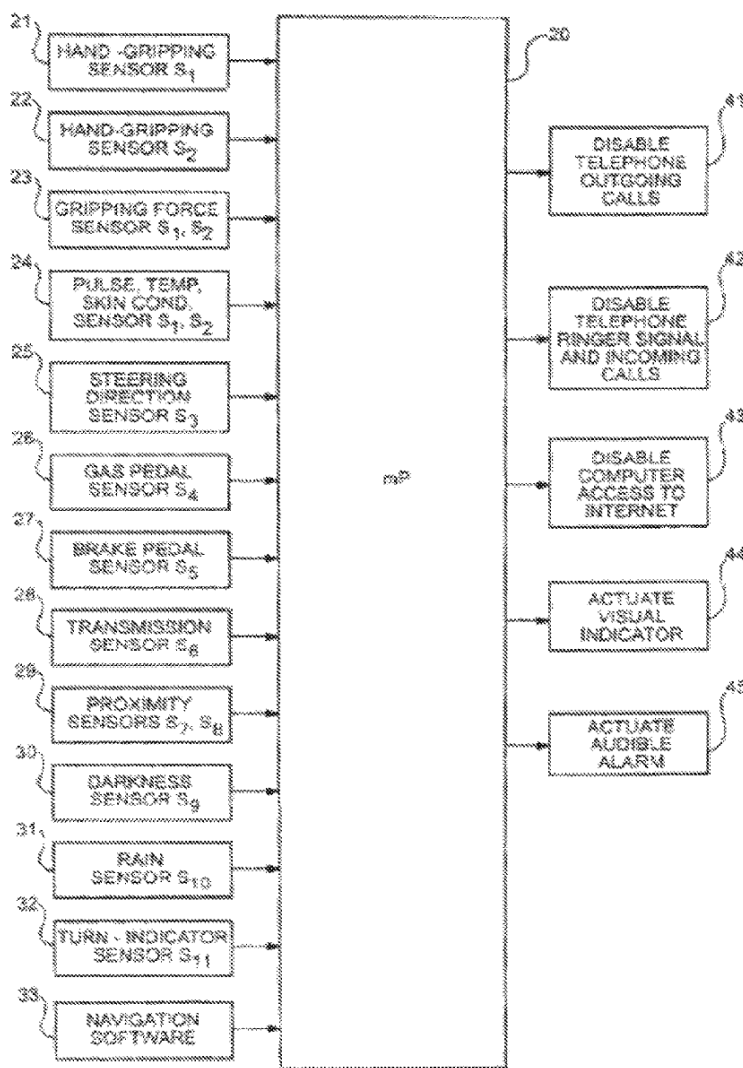 21
HAND -GRIPPING
SENSOR S1
22
HAND-GRIPPING
SENSOR S2
23
GRIPPING FORCE
SENSOR S1, S2
24
PULSE, TEMP,
SKIN COND.
SENSOR S1, S2
25
STEERING
DIRECTION
SENSOR S3
26
GAS PEDAL
SENSOR S4
27
BRAKE PEDAL
SENSOR S5
28
TRANSMISSION
SENSOR S6
29
PROXIMITY
SENSORS S7, S8
30
DARKNESS
SENSOR S9
31
RAIN
SENSOR S10
32
TURN - INDICATOR
SENSOR S11
33
NAVIGATION
SOFTWARE
mP
20
41
DISABLE
TELEPHONE
OUTGOING
CALLS
42
DISABLE
TELEPHONE
RINGER SIGNAL
AND INCOMING
CALLS
43
DISABLE
COMPUTER
ACCESS TO
INTERNET
44
ACTUATE
VISUAL
INDICATOR
45
ACTUATE
AUDIBLE
ALARM